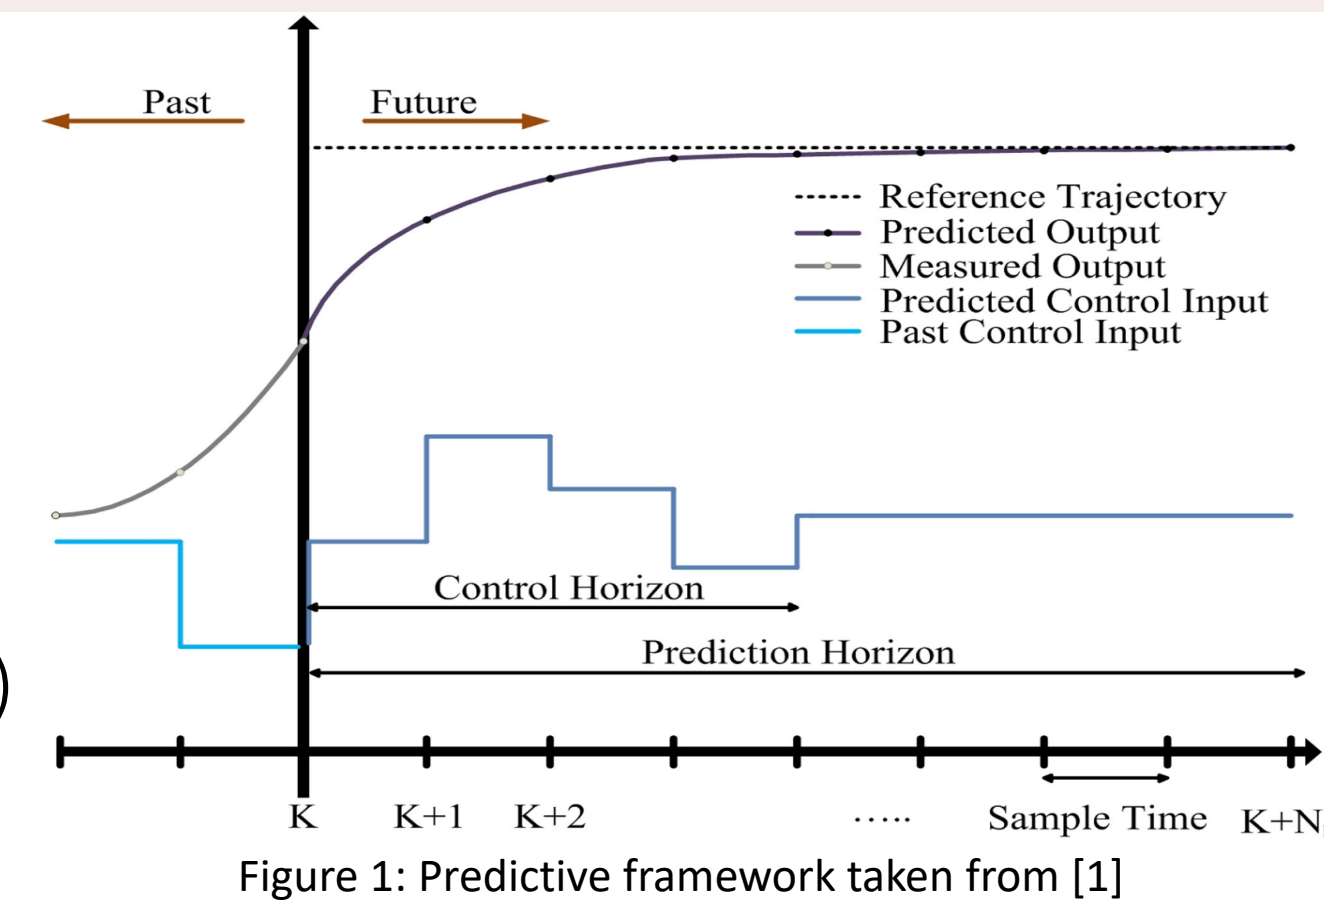 Past
Future
Reference Trajectory
Predicted Output
Measured Output
Predicted Control Input
Past Control Input
Control Horizon
Prediction Horizon
)
K
K+1
K+2
.....
Sample Time
K+N
Figure 1: Predictive framework taken from [1]